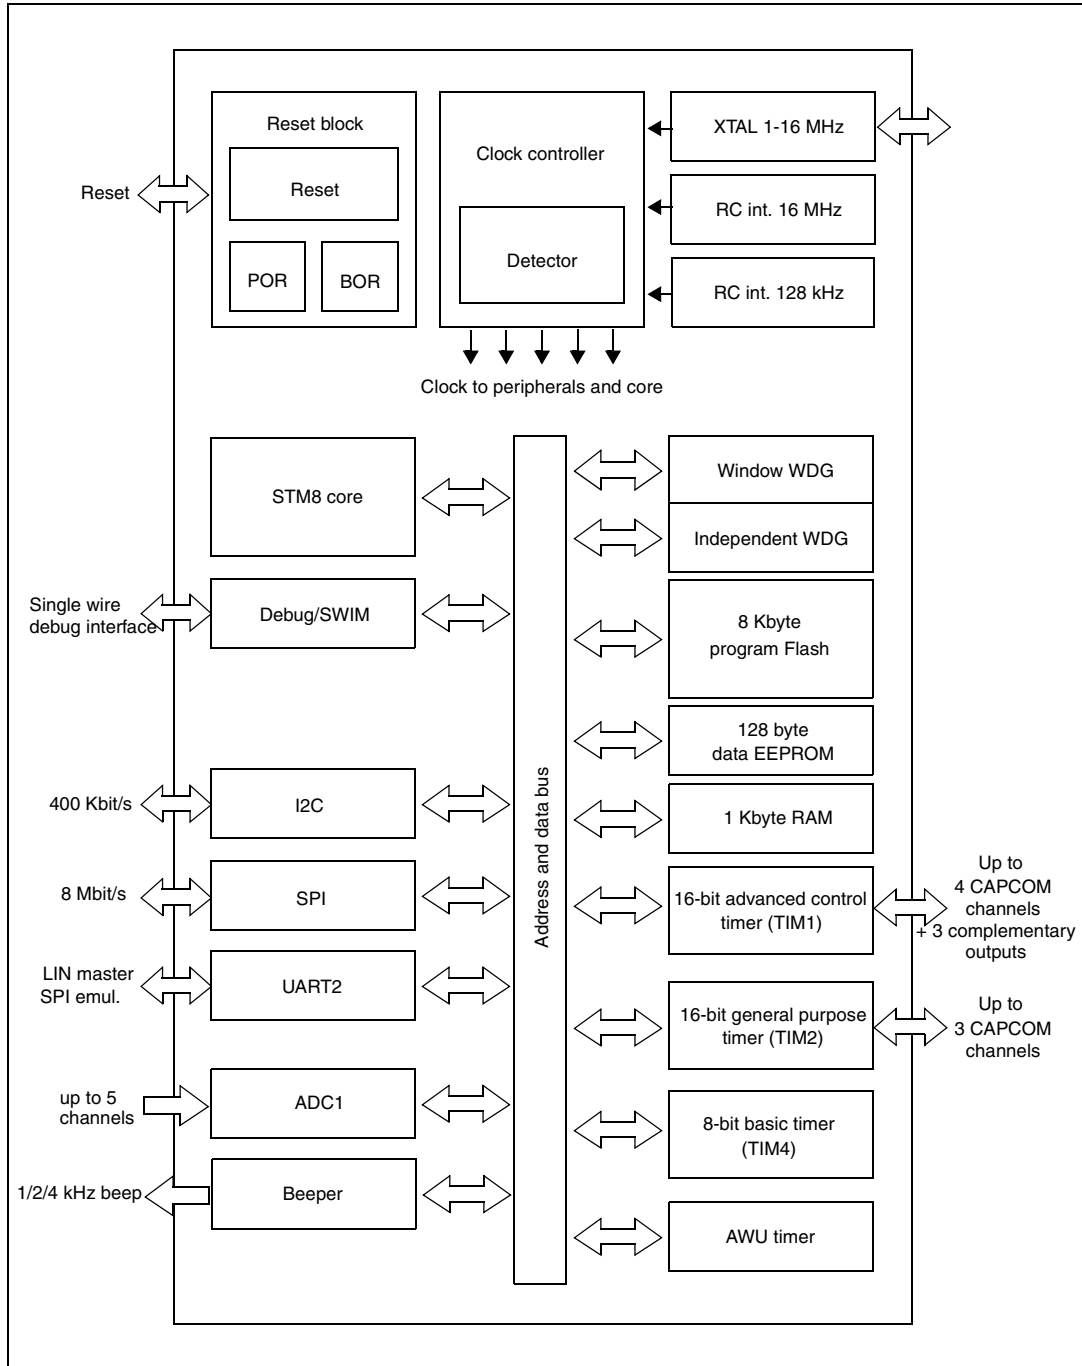 Reset block
Reset
POR
BOR
Reset
Clock controller
Detector
XTAL 1-16 MHz
RC int. 16 MHz
RC int. 128 kHz
Clock to peripherals and core
STM8 core
Single wire
debug interface
Debug/SWIM
400 Kbit/s
I2C
8 Mbit/s
SPI
LIN master
SPI emul.
UART2
up to 5
channels
ADC1
1/2/4 kHz beep
Beeper
Address and data bus
Window WDG
Independent WDG
8 Kbyte
program Flash
128 byte
data EEPROM
1 Kbyte RAM
16-bit advanced control
timer (TIM1)
Up to
4 CAPCOM
channels
+ 3 complementary
outputs
16-bit general purpose
timer (TIM2)
Up to
3 CAPCOM
channels
8-bit basic timer
(TIM4)
AWU timer